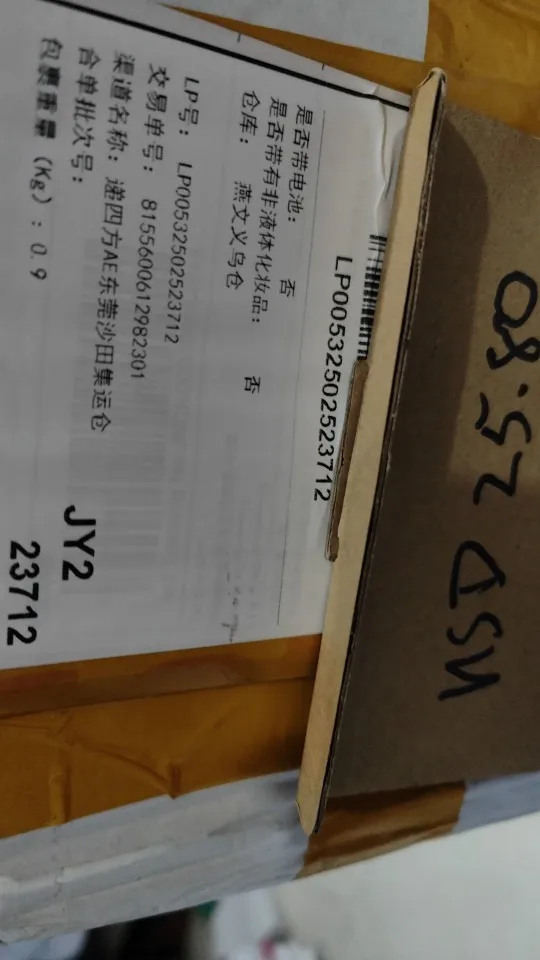 USD 25.80
LP00532502523712
是否带电池: 否
是否带有非液体化妆品: 否
仓库: 燕文义乌仓
LP号: LP00532502523712
交易单号: 8155600612982301
渠道名称: 递四方AE东莞沙田集运仓
合单批次号:
包裹重量 (Kg): 0.9
JY2
23712